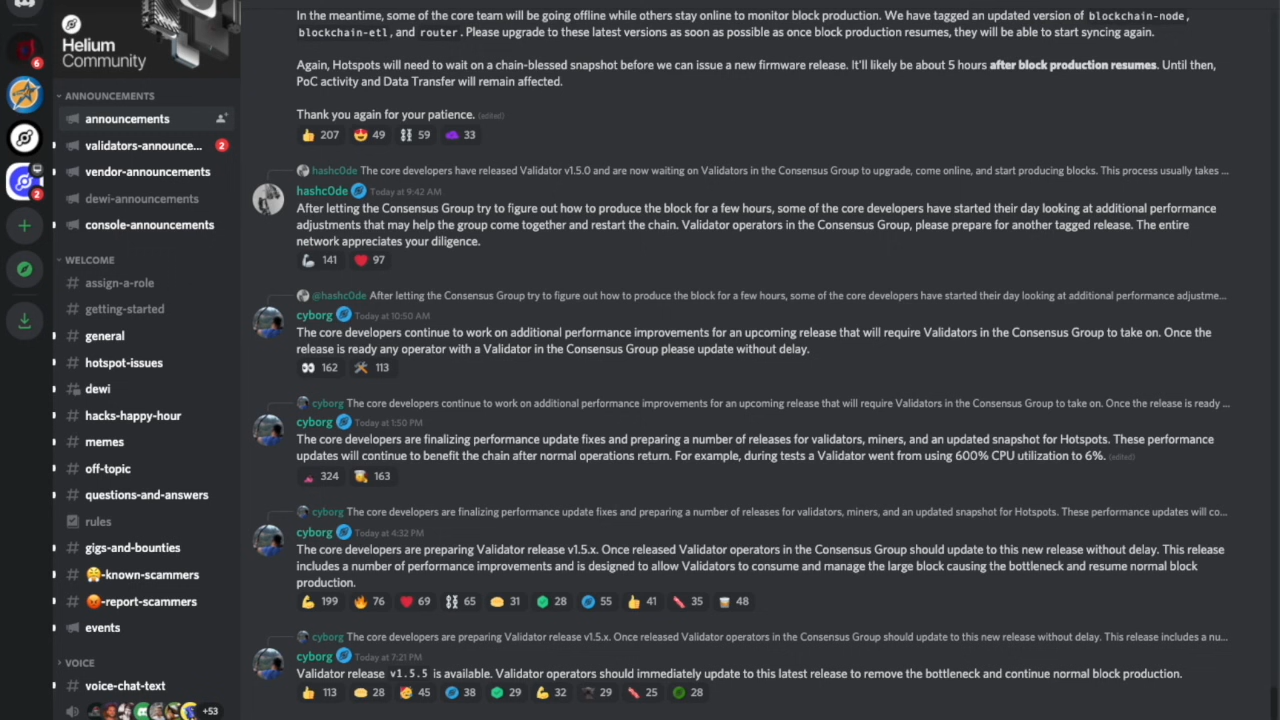 Helium
Community
ANNOUNCEMENTS
announcements
validators-announce... 2
vendor-announcements
dewi-announcements
console-announcements
WELCOME
# assign-a-role
# getting-started
# general
# hotspot-issues
# dewi
# hacks-happy-hour
# memes
# off-topic
# questions-and-answers
rules
# gigs-and-bounties
# 😤-known-scammers
# 😡-report-scammers
events
VOICE
# voice-chat-text
+53
6
2
In the meantime, some of the core team will be going offline while others stay online to monitor block production. We have tagged an updated version of blockchain-node,
blockchain-etl, and router. Please upgrade to these latest versions as soon as possible as once block production resumes, they will be able to start syncing again.
Again, Hotspots will need to wait on a chain-blessed snapshot before we can issue a new firmware release. It'll likely be about 5 hours after block production resumes. Until then,
PoC activity and Data Transfer will remain affected.
Thank you again for your patience. (edited)
👍 207 😍 49 59 33
hashc0de The core developers have released Validator v1.5.0 and are now waiting on Validators in the Consensus Group to upgrade, come online, and start producing blocks. This process usually takes ...
hashc0de Today at 9:42 AM
After letting the Consensus Group try to figure out how to produce the block for a few hours, some of the core developers have started their day looking at additional performance
adjustments that may help the group come together and restart the chain. Validator operators in the Consensus Group, please prepare for another tagged release. The entire
network appreciates your diligence.
🦾 141 ❤️ 97
@hashc0de After letting the Consensus Group try to figure out how to produce the block for a few hours, some of the core developers have started their day looking at additional performance adjustme...
cyborg Today at 10:50 AM
The core developers continue to work on additional performance improvements for an upcoming release that will require Validators in the Consensus Group to take on. Once the
release is ready any operator with a Validator in the Consensus Group please update without delay.
👀 162 🛠️ 113
cyborg The core developers continue to work on additional performance improvements for an upcoming release that will require Validators in the Consensus Group to take on. Once the release is ready ...
cyborg Today at 1:50 PM
The core developers are finalizing performance update fixes and preparing a number of releases for validators, miners, and an updated snapshot for Hotspots. These performance
updates will continue to benefit the chain after normal operations return. For example, during tests a Validator went from using 600% CPU utilization to 6%. (edited)
324 163
cyborg The core developers are finalizing performance update fixes and preparing a number of releases for validators, miners, and an updated snapshot for Hotspots. These performance updates will co...
cyborg Today at 4:32 PM
The core developers are preparing Validator release v1.5.x. Once released Validator operators in the Consensus Group should update to this new release without delay. This release
includes a number of performance improvements and is designed to allow Validators to consume and manage the large block causing the bottleneck and resume normal block
production.
💪 199 🔥 76 ❤️ 69 65 31 28 55 👍 41 🥓 35 48
cyborg The core developers are preparing Validator release v1.5.x. Once released Validator operators in the Consensus Group should update to this new release without delay. This release includes a nu...
cyborg Today at 7:21 PM
Validator release v1.5.5 is available. Validator operators should immediately update to this latest release to remove the bottleneck and continue normal block production.
👍 113 28 🥳 45 38 29 💪 32 29 🥓 25 28